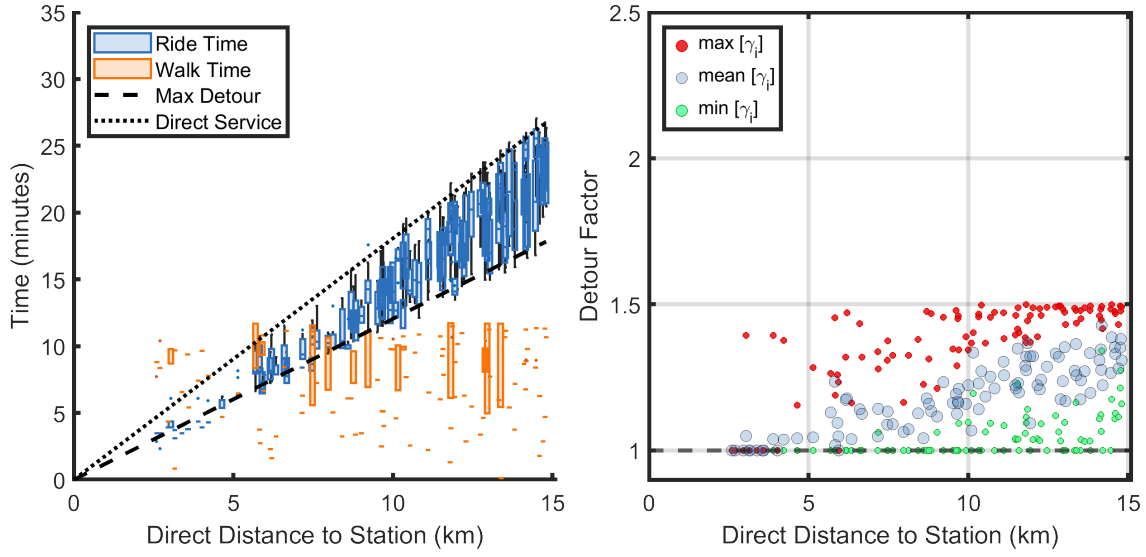 35
30
25
20
15
10
5
0
Time (minutes)
Ride Time
Walk Time
Max Detour
Direct Service
0
5
10
15
Direct Distance to Station (km)
2.5
2
1.5
1
Detour Factor
max [γi]
mean [γi]
min [γi]
0
5
10
15
Direct Distance to Station (km)